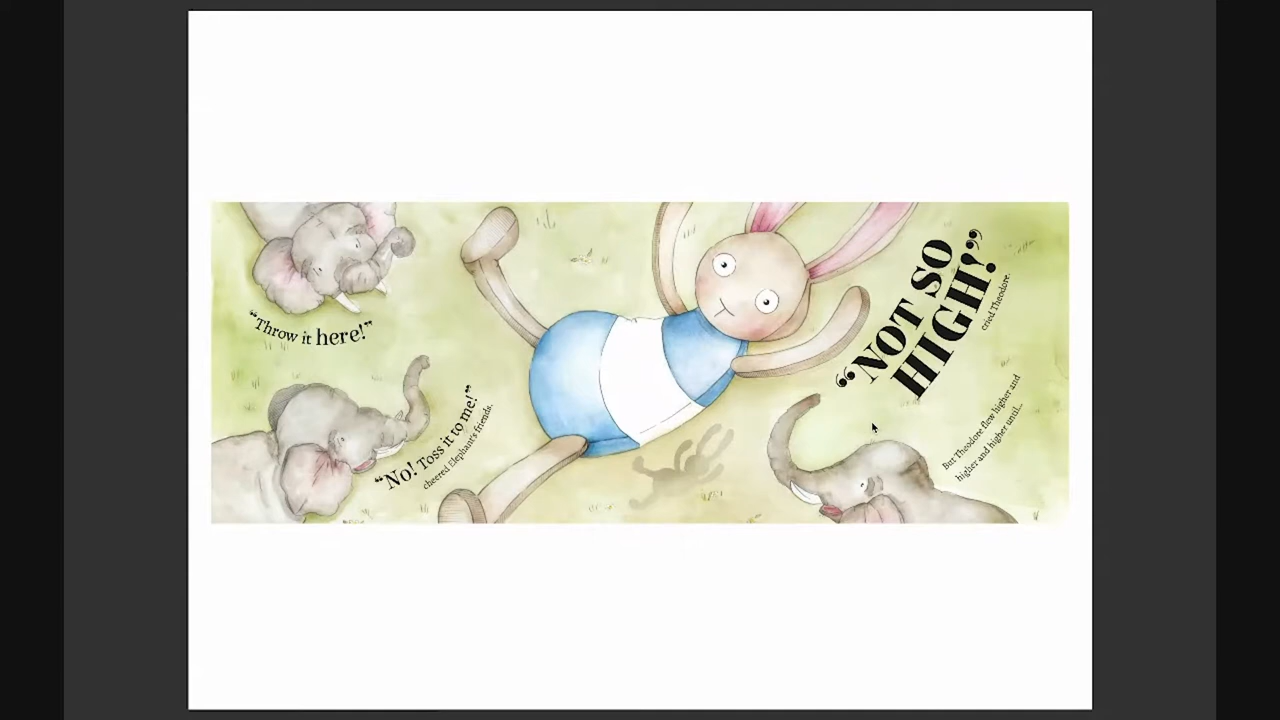 “Throw it here!”
“No! Toss it to me!”
cheered Elephant's friends.
“NOT SO
HIGH!”
cried Theodore.
But Theodore flew higher and
higher and higher until...